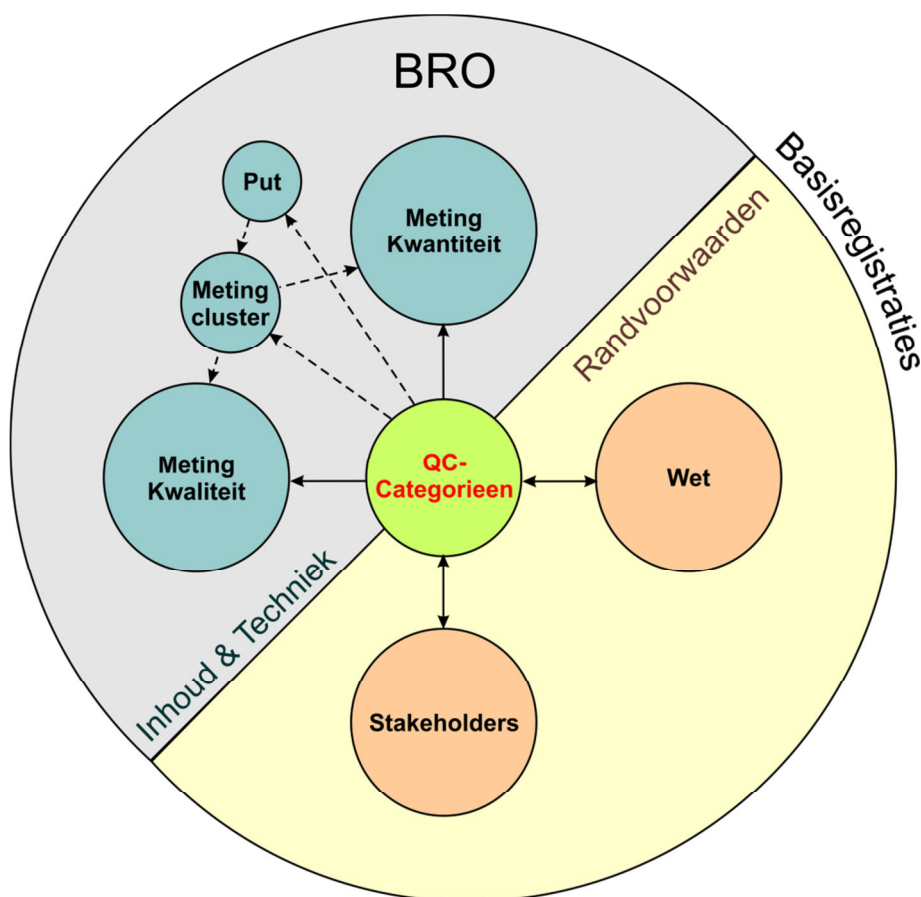 BRO
Basisregistraties
Put
Meting
Kwantiteit
Randvoorwaarden
Meting
cluster
Meting
Kwaliteit
QC-
Categorieen
Wet
Inhoud & Techniek
Stakeholders